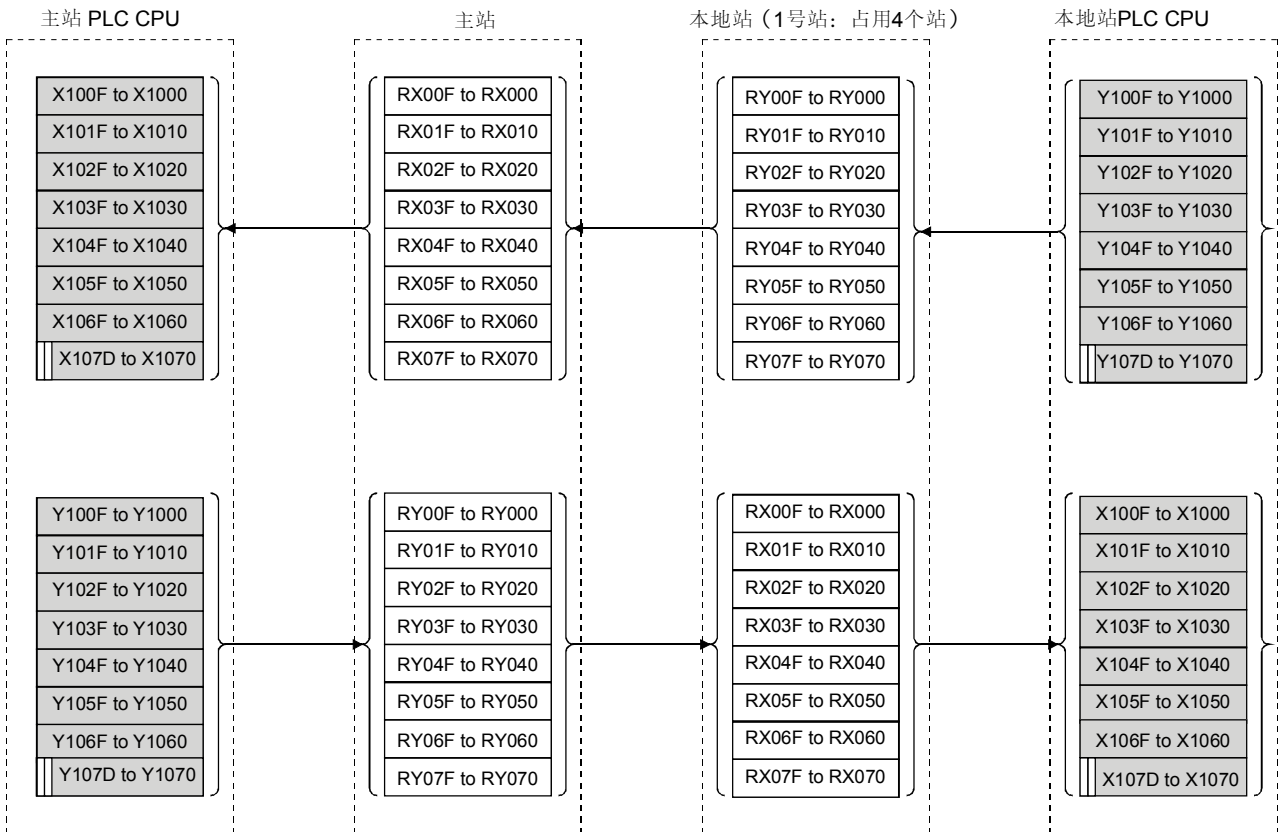 主站 PLC CPU
主站
本地站（1号站：占用4个站）
本地站PLC CPU
X100F to X1000
X101F to X1010
X102F to X1020
X103F to X1030
X104F to X1040
X105F to X1050
X106F to X1060
X107D to X1070
RX00F to RX000
RX01F to RX010
RX02F to RX020
RX03F to RX030
RX04F to RX040
RX05F to RX050
RX06F to RX060
RX07F to RX070
RY00F to RY000
RY01F to RY010
RY02F to RY020
RY03F to RY030
RY04F to RY040
RY05F to RY050
RY06F to RY060
RY07F to RY070
Y100F to Y1000
Y101F to Y1010
Y102F to Y1020
Y103F to Y1030
Y104F to Y1040
Y105F to Y1050
Y106F to Y1060
Y107D to Y1070
Y100F to Y1000
Y101F to Y1010
Y102F to Y1020
Y103F to Y1030
Y104F to Y1040
Y105F to Y1050
Y106F to Y1060
Y107D to Y1070
RY00F to RY000
RY01F to RY010
RY02F to RY020
RY03F to RY030
RY04F to RY040
RY05F to RY050
RY06F to RY060
RY07F to RY070
RX00F to RX000
RX01F to RX010
RX02F to RX020
RX03F to RX030
RX04F to RX040
RX05F to RX050
RX06F to RX060
RX07F to RX070
X100F to X1000
X101F to X1010
X102F to X1020
X103F to X1030
X104F to X1040
X105F to X1050
X106F to X1060
X107D to X1070